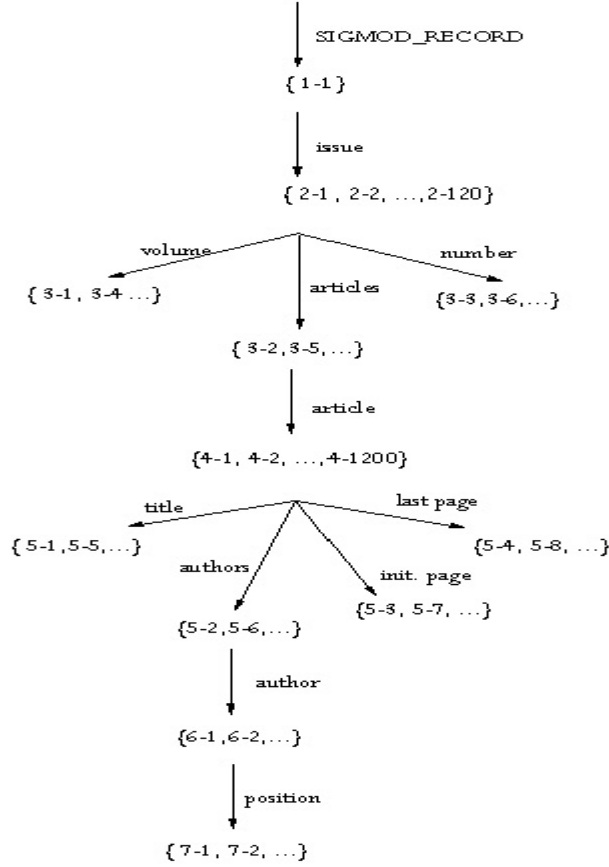 SIGMOD_RECORD
{ 1-1}
issue
{ 2-1 , 2-2, ...,2-120}
volume
number
{ 3-1, 3-4 ...}
articles
{3-3,3-6,...}
{ 3-2,3-5,...}
article
{4-1, 4-2, ...,4-1200}
title
last page
{ 5-1,5-5,...}
authors
init. page
{5-4, 5-8, ...}
{5-3, 5-7, ...}
{5-2,5-6,...}
author
{6-1,6-2,...}
position
{ 7-1, 7-2, ...}